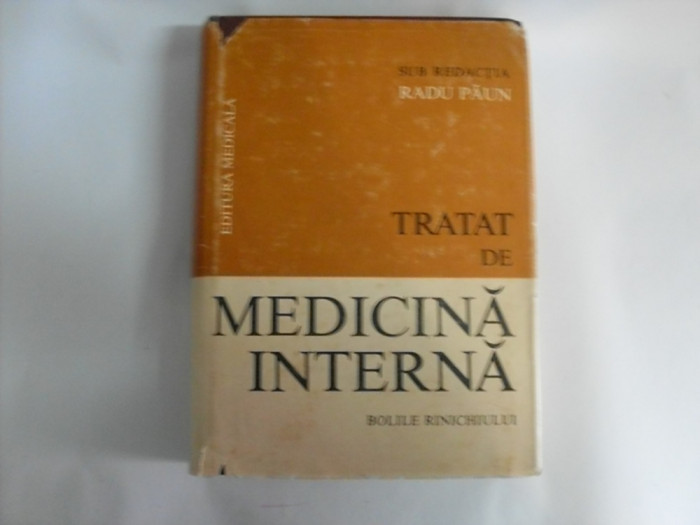 SUB REDACȚIA
RADU PĂUN
EDITURA MEDICALĂ
TRATAT
DE
MEDICINĂ
INTERNĂ
BOLILE RINICHIULUI